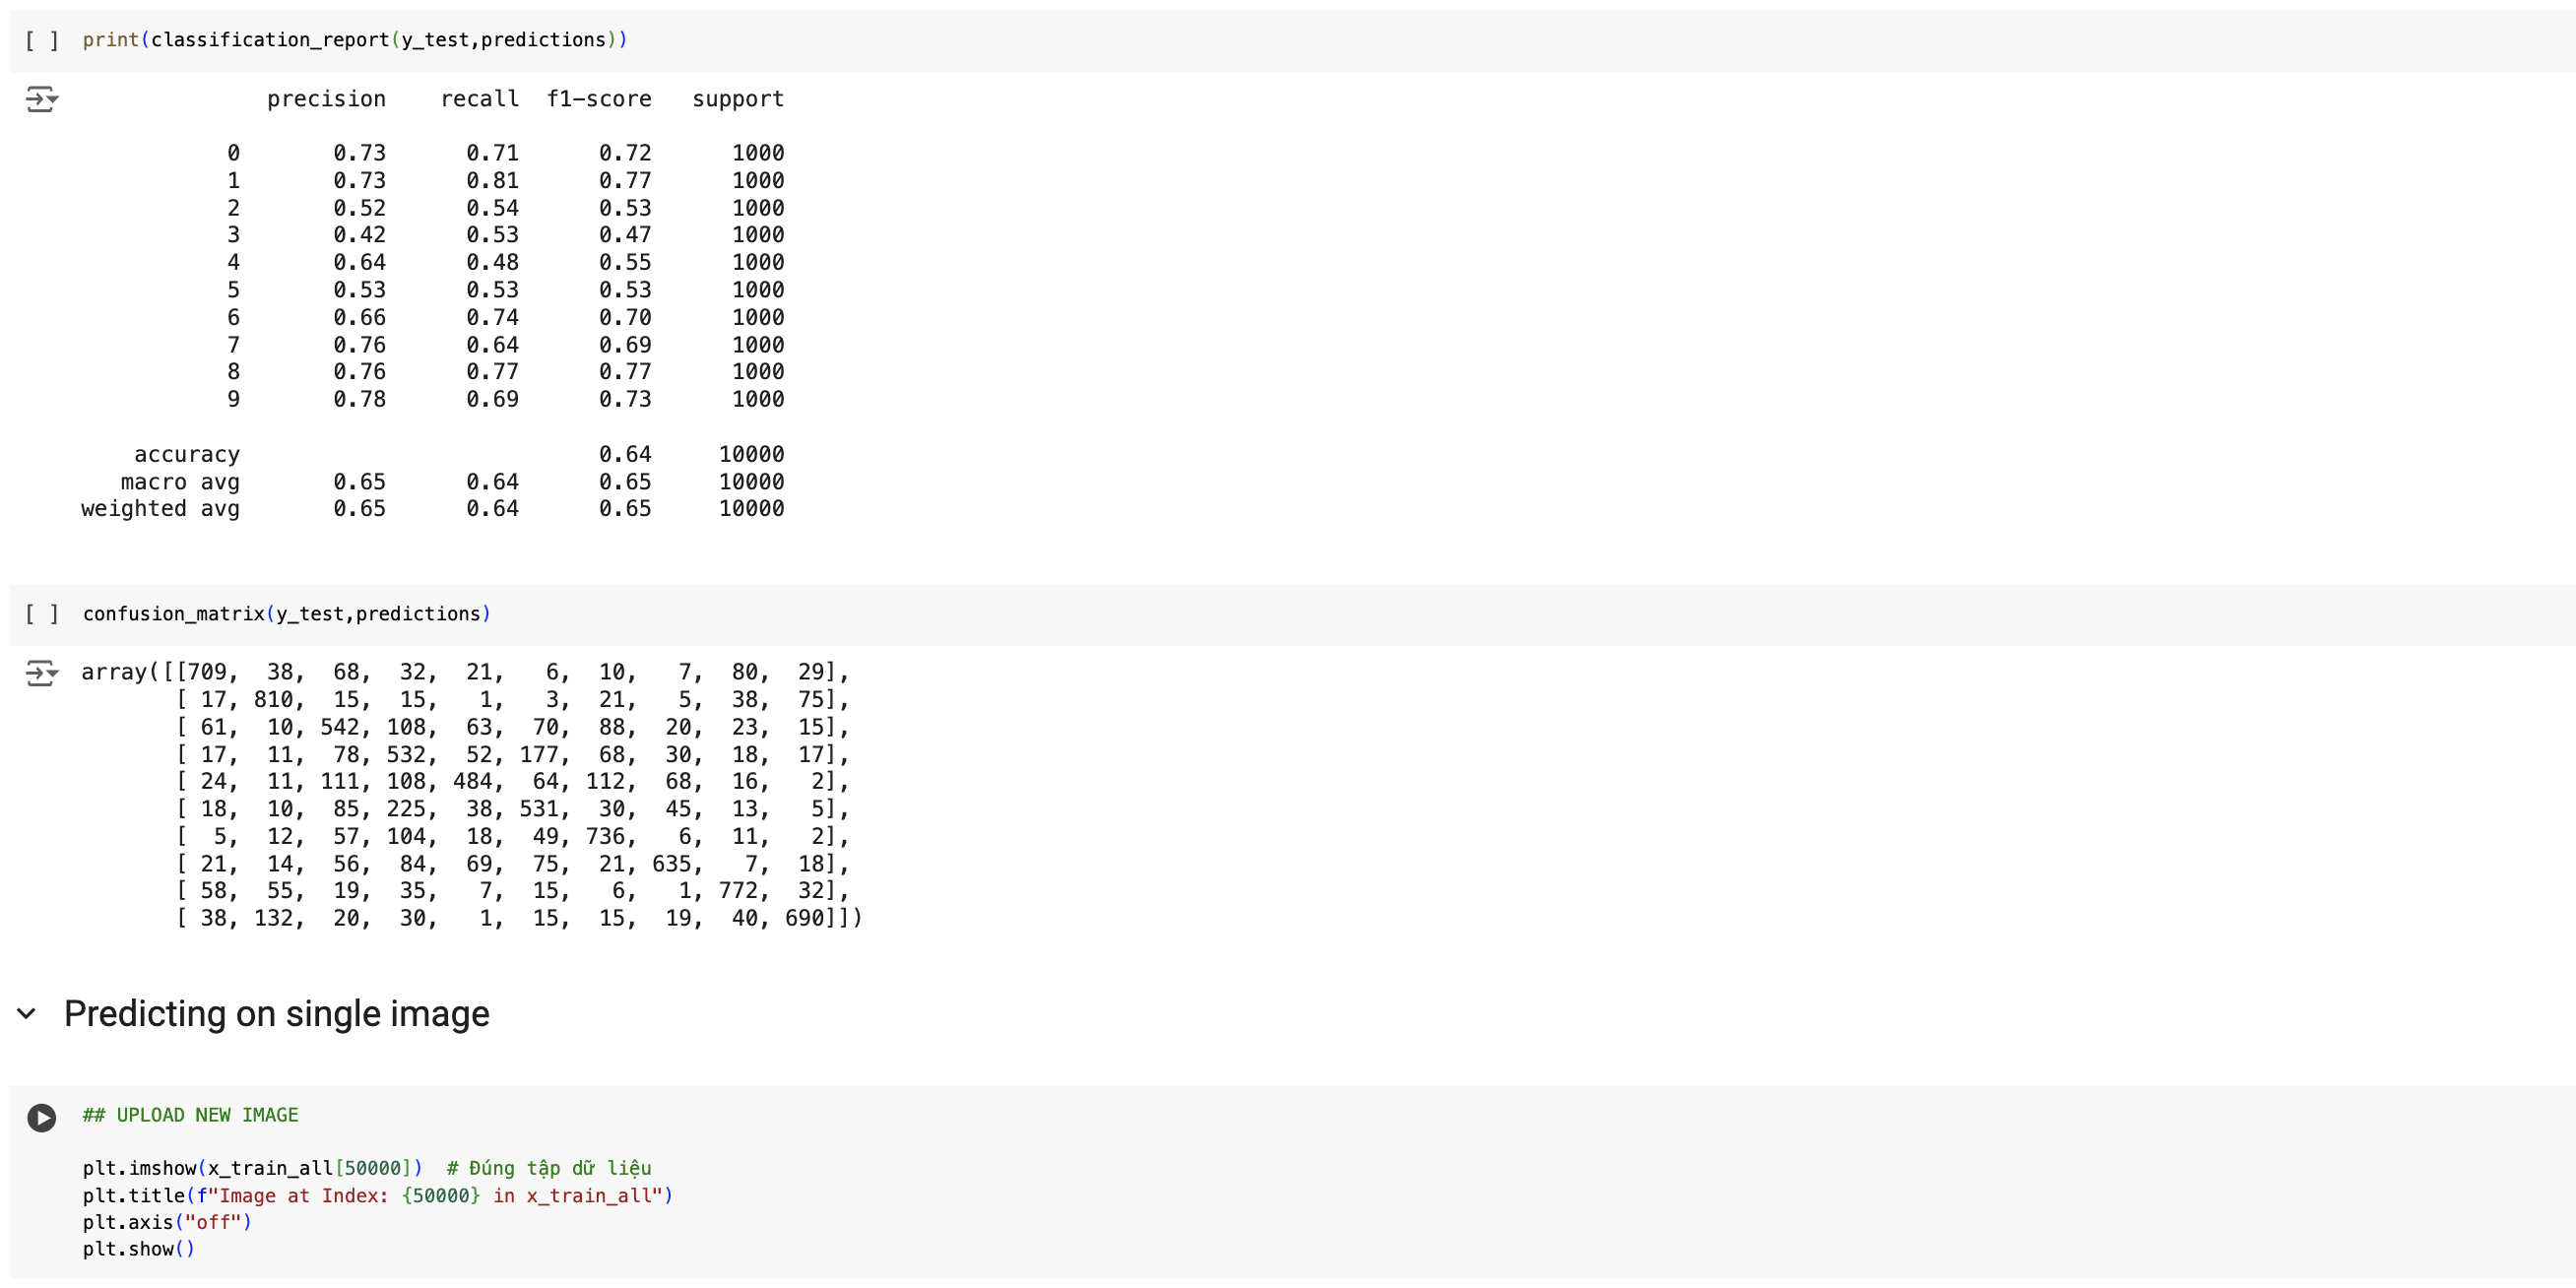 [ ] print(classification_report(y_test,predictions))
precision recall f1-score support
0 0.73 0.71 0.72 1000
1 0.73 0.81 0.77 1000
2 0.52 0.54 0.53 1000
3 0.42 0.53 0.47 1000
4 0.64 0.48 0.55 1000
5 0.53 0.53 0.53 1000
6 0.66 0.74 0.70 1000
7 0.76 0.64 0.69 1000
8 0.76 0.77 0.77 1000
9 0.78 0.69 0.73 1000
accuracy 0.64 10000
macro avg 0.65 0.64 0.65 10000
weighted avg 0.65 0.64 0.65 10000
[ ] confusion_matrix(y_test,predictions)
array([[709, 38, 68, 32, 21, 6, 10, 7, 80, 29],
[ 17, 810, 15, 15, 1, 3, 21, 5, 38, 75],
[ 61, 10, 542, 108, 63, 70, 88, 20, 23, 15],
[ 17, 11, 78, 532, 52, 177, 68, 30, 18, 17],
[ 24, 11, 111, 108, 484, 64, 112, 68, 16, 2],
[ 18, 10, 85, 225, 38, 531, 30, 45, 13, 5],
[ 5, 12, 57, 104, 18, 49, 736, 6, 11, 2],
[ 21, 14, 56, 84, 69, 75, 21, 635, 7, 18],
[ 58, 55, 19, 35, 7, 15, 6, 1, 772, 32],
[ 38, 132, 20, 30, 1, 15, 15, 19, 40, 690]])
Predicting on single image
## UPLOAD NEW IMAGE
plt.imshow(x_train_all[50000]) # Đúng tập dữ liệu
plt.title(f"Image at Index: {50000} in x_train_all")
plt.axis("off")
plt.show()